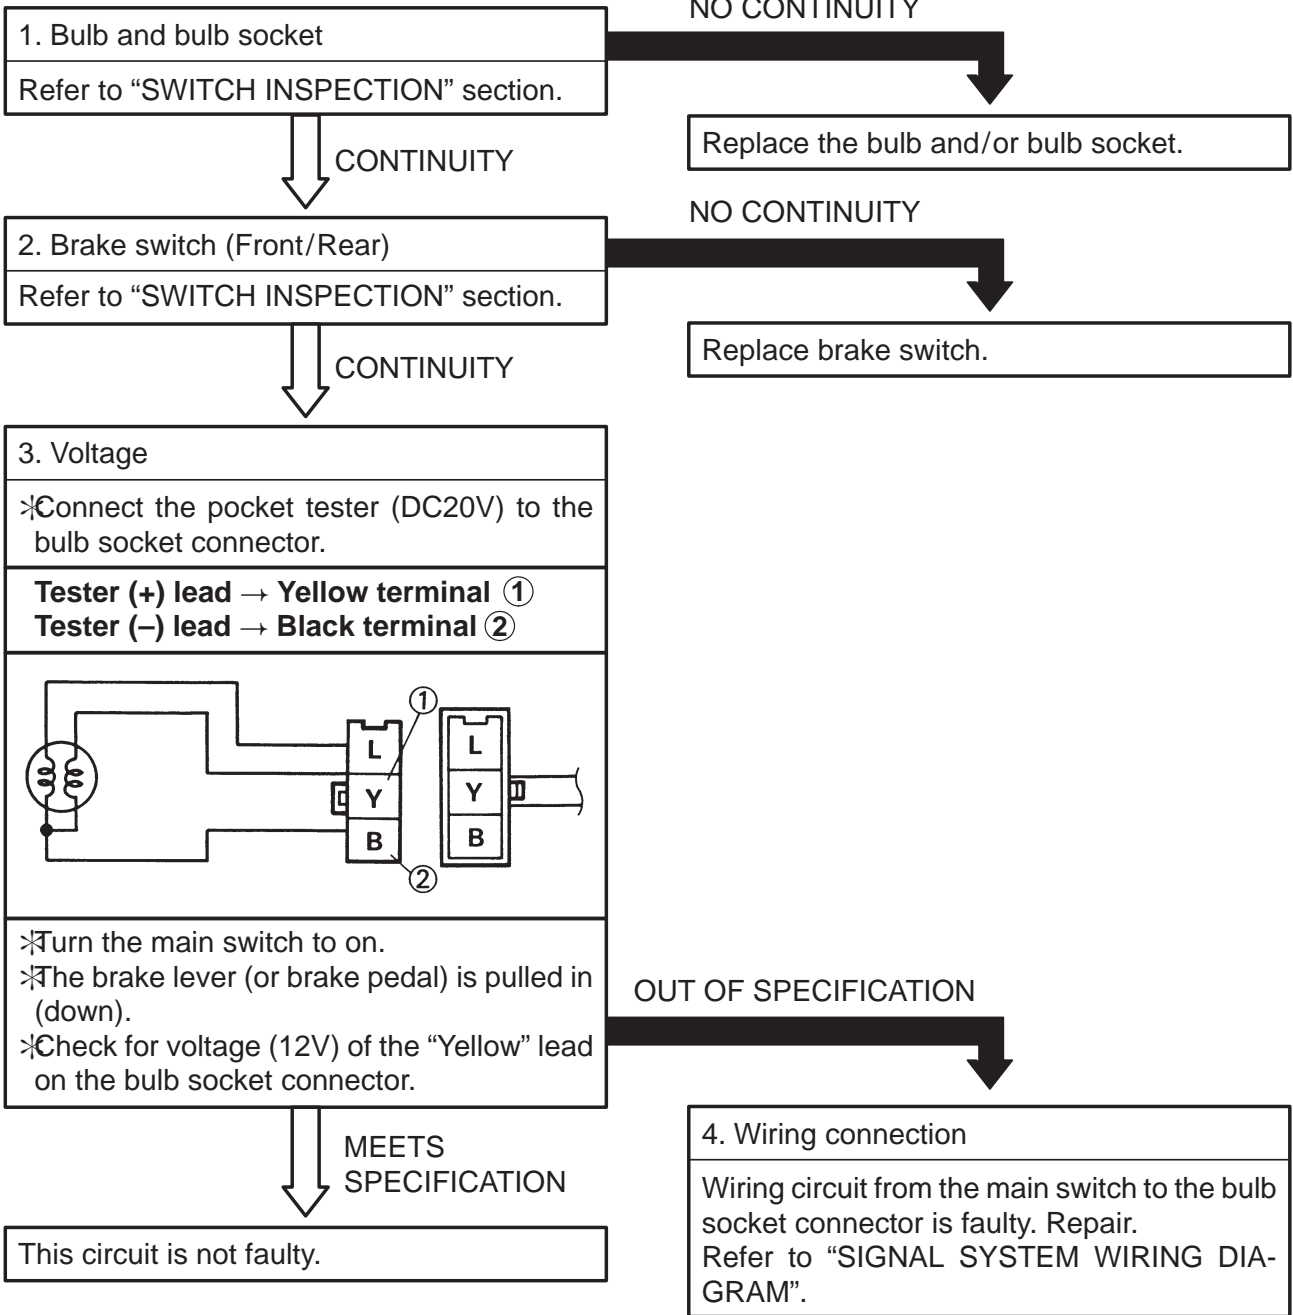 NO CONTINUITY
1. Bulb and bulb socket
Refer to “SWITCH INSPECTION” section.
CONTINUITY
Replace the bulb and/or bulb socket.
NO CONTINUITY
2. Brake switch (Front/Rear)
Refer to “SWITCH INSPECTION” section.
CONTINUITY
Replace brake switch.
3. Voltage
✻Connect the pocket tester (DC20V) to the
bulb socket connector.
Tester (+) lead → Yellow terminal ①
Tester (–) lead → Black terminal ②
①
L
Y
B
②
L
Y
B
✻Turn the main switch to on.
✻The brake lever (or brake pedal) is pulled in
(down).
✻Check for voltage (12V) of the “Yellow” lead
on the bulb socket connector.
OUT OF SPECIFICATION
MEETS
SPECIFICATION
This circuit is not faulty.
4. Wiring connection
Wiring circuit from the main switch to the bulb
socket connector is faulty. Repair.
Refer to “SIGNAL SYSTEM WIRING DIA-
GRAM”.